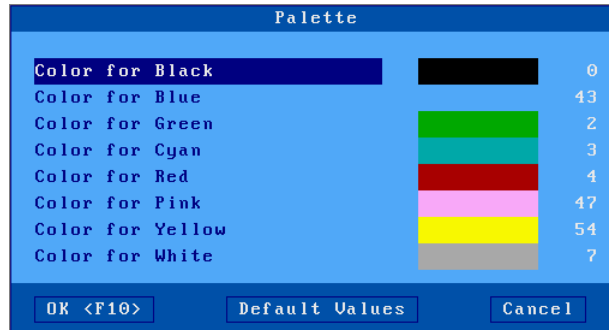 Palette
Color for Black 0
Color for Blue 43
Color for Green 2
Color for Cyan 3
Color for Red 4
Color for Pink 47
Color for Yellow 54
Color for White 7
OK <F10> Default Values Cancel